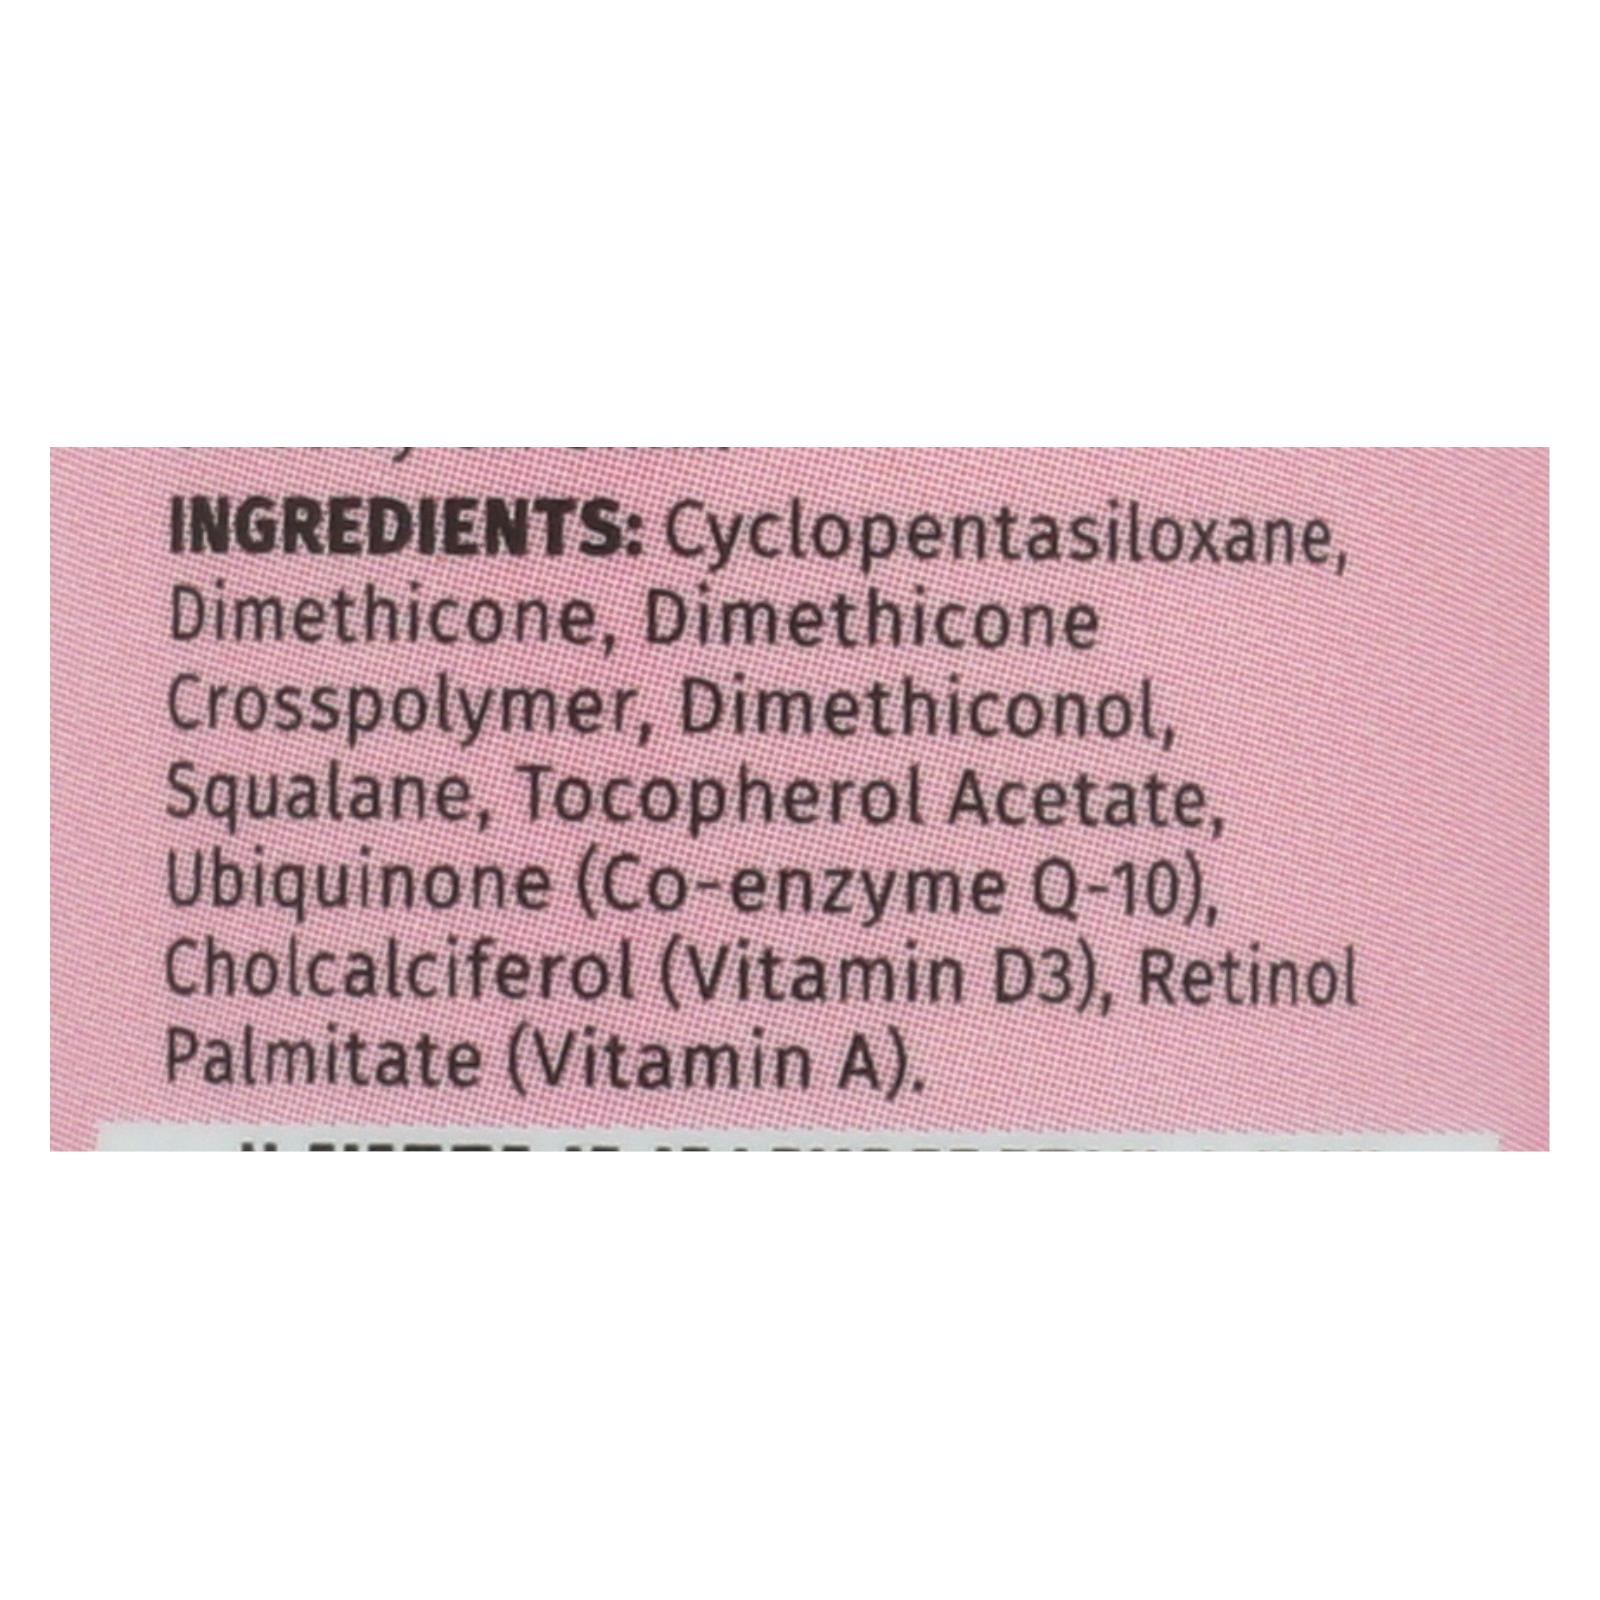 INGREDIENTS: Cyclopentasiloxane,
Dimethicone, Dimethicone
Crosspolymer, Dimethiconol,
Squalane, Tocopherol Acetate,
Ubiquinone (Co-enzyme Q-10),
Cholcalciferol (Vitamin D3), Retinol
Palmitate (Vitamin A).